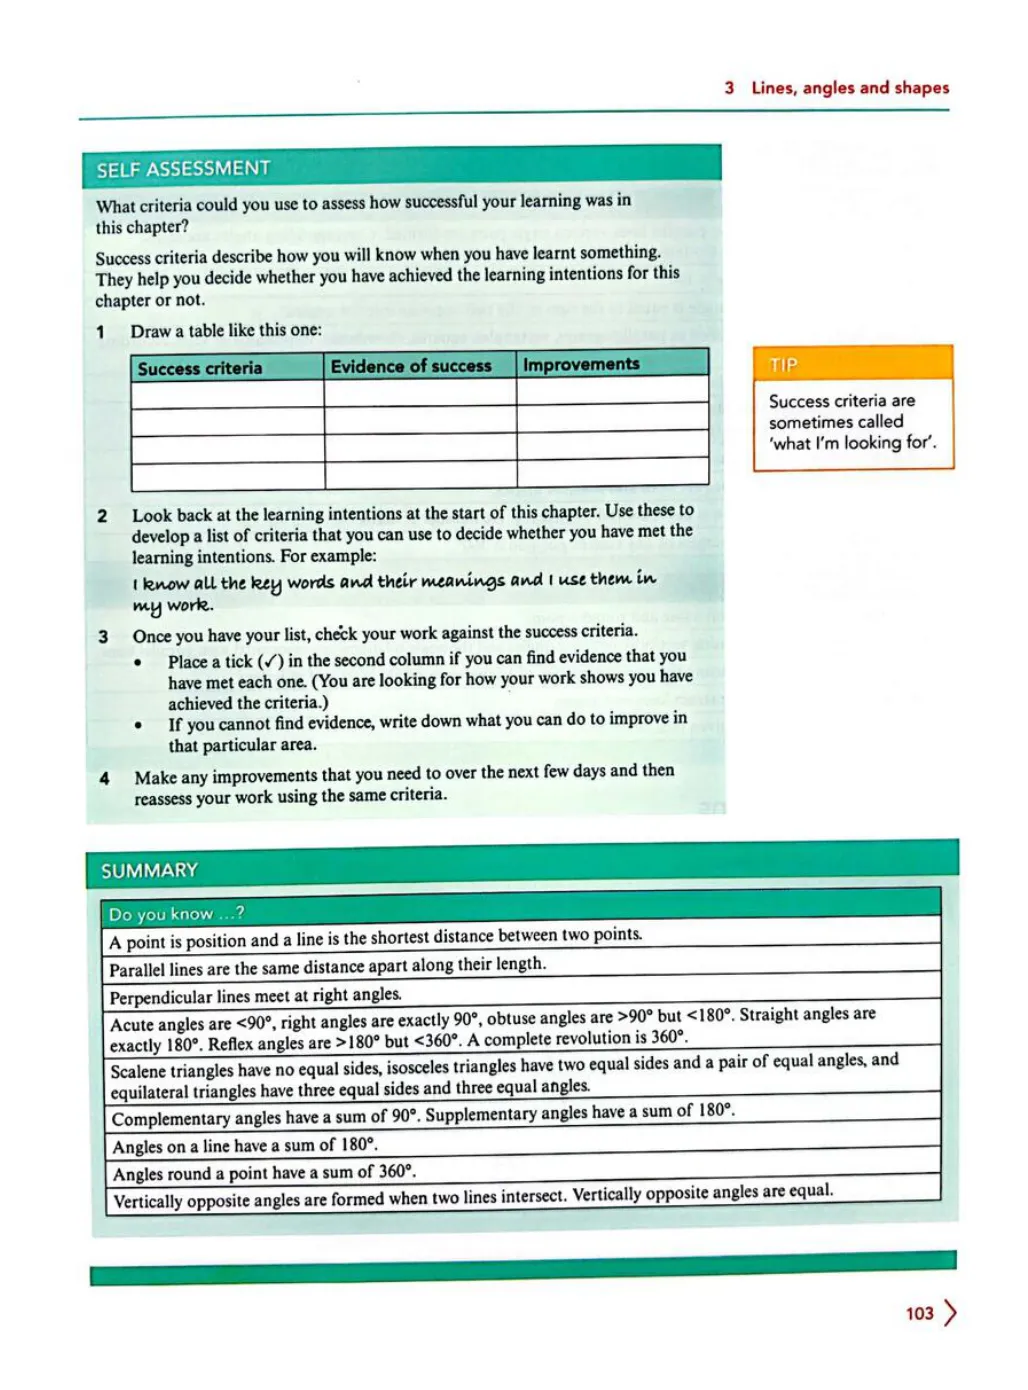 3 Lines, angles and shapes
SELF ASSESSMENT
What criteria could you use to assess how successful your learning was in
this chapter?
Success criteria describe how you will know when you have learnt something.
They help you decide whether you have achieved the learning intentions for this
chapter or not.
1 Draw a table like this one:
Success criteria Evidence of success Improvements
TIP
Success criteria are
sometimes called
'what I'm looking for'.
2 Look back at the learning intentions at the start of this chapter. Use these to
develop a list of criteria that you can use to decide whether you have met the
learning intentions. For example:
I know all the key words and their meanings and I use them in
my work.
3 Once you have your list, check your work against the success criteria.
• Place a tick (✓) in the second column if you can find evidence that you
have met each one. (You are looking for how your work shows you have
achieved the criteria.)
• If you cannot find evidence, write down what you can do to improve in
that particular area.
4 Make any improvements that you need to over the next few days and then
reassess your work using the same criteria.
SUMMARY
Do you know ...?
A point is position and a line is the shortest distance between two points.
Parallel lines are the same distance apart along their length.
Perpendicular lines meet at right angles.
Acute angles are <90°, right angles are exactly 90°, obtuse angles are >90° but <180°. Straight angles are
exactly 180°. Reflex angles are >180° but <360°. A complete revolution is 360°.
Scalene triangles have no equal sides, isosceles triangles have two equal sides and a pair of equal angles, and
equilateral triangles have three equal sides and three equal angles.
Complementary angles have a sum of 90°. Supplementary angles have a sum of 180°.
Angles on a line have a sum of 180°.
Angles round a point have a sum of 360°.
Vertically opposite angles are formed when two lines intersect. Vertically opposite angles are equal.
103